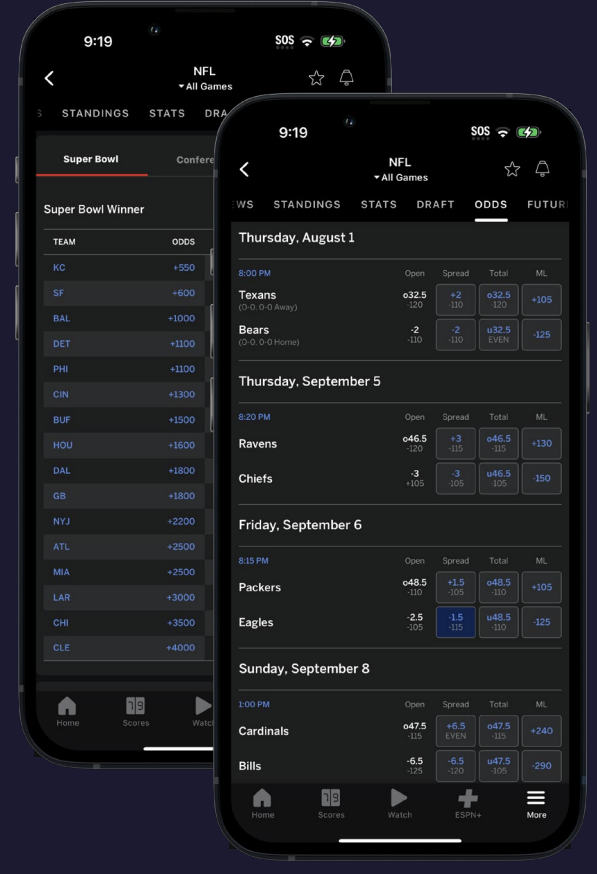 9:19
SOS
NFL
All Games
S STANDINGS STATS DRA
Super Bowl Confere
Super Bowl Winner
TEAM ODDS
KC +550
SF +600
BAL +1000
DET +1100
PHI +1100
CIN +1300
BUF +1500
HOU +1600
DAL +1800
GB +1800
NYJ +2200
ATL +2500
MIA +2500
LAR +3000
CHI +3500
CLE +4000
Home Scores Watc
9:19
SOS
NFL
All Games
EWS STANDINGS STATS DRAFT ODDS FUTUR
Thursday, August 1
8:00 PM Open Spread Total ML
Texans o32.5 +2 o32.5 +105
(0-0, 0-0 Away) -120 -110 -120
Bears -2 -2 u32.5 -125
(0-0, 0-0 Home) -110 -110 EVEN
Thursday, September 5
8:20 PM Open Spread Total ML
Ravens o46.5 +3 o46.5 +130
-120 -115 -115
Chiefs -3 -3 u46.5 -150
+105 -105 -105
Friday, September 6
8:15 PM Open Spread Total ML
Packers o48.5 +1.5 o48.5 +105
-110 -105 -110
Eagles -2.5 -1.5 u48.5 -125
-105 -115 -110
Sunday, September 8
1:00 PM Open Spread Total ML
Cardinals o47.5 +6.5 o47.5 +240
-115 EVEN -115
Bills -6.5 -6.5 u47.5 -290
-125 -120 -105
Home Scores Watch ESPN+ More